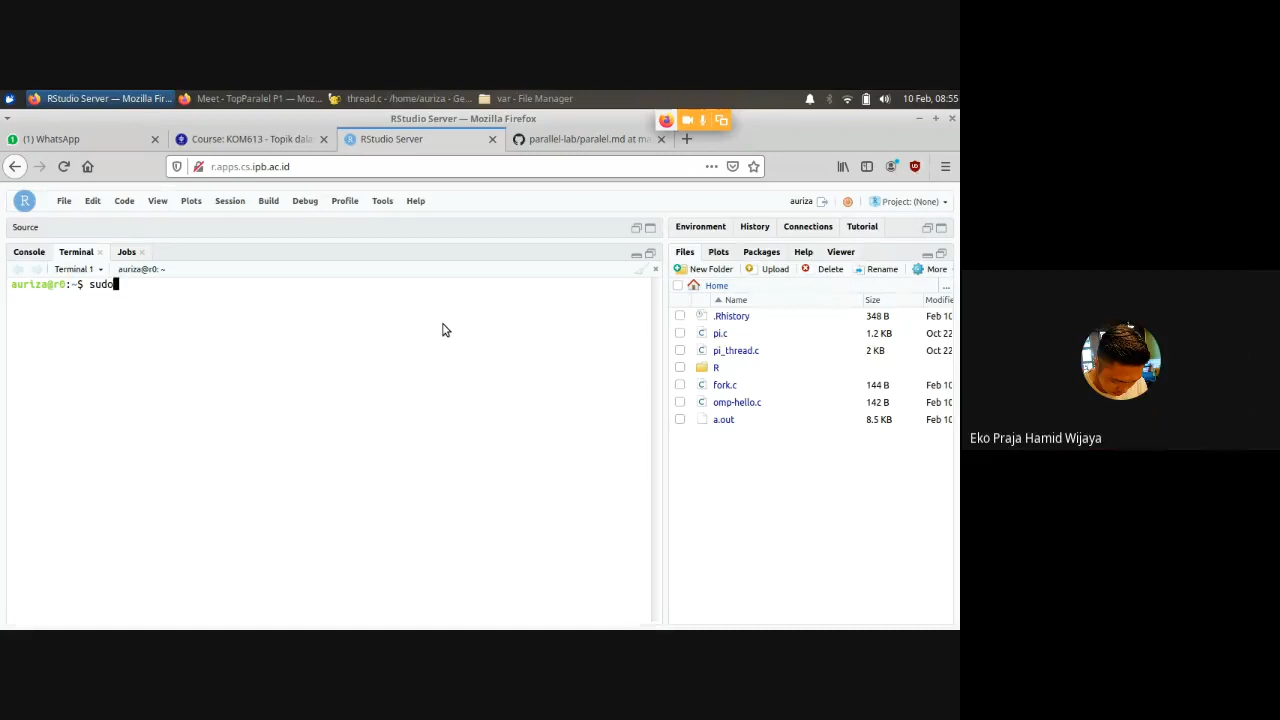 RStudio Server — Mozilla Fir... Meet - TopParalel P1 — Moz... thread.c - /home/auriza - Ge... var - File Manager 10 Feb, 08:55
RStudio Server — Mozilla Firefox
(1) WhatsApp Course: KOM613 - Topik dala RStudio Server parallel-lab/paralel.md at ma
r.apps.cs.ipb.ac.id
R File Edit Code View Plots Session Build Debug Profile Tools Help auriza Project: (None)
Source Environment History Connections Tutorial
Console Terminal Jobs Files Plots Packages Help Viewer
Terminal 1 auriza@r0: ~ New Folder Upload Delete Rename More
auriza@r0:~$ sudo Home ...
Name Size Modifie
.Rhistory 348 B Feb 10
pi.c 1.2 KB Oct 22
pi_thread.c 2 KB Oct 22
R
fork.c 144 B Feb 10
omp-hello.c 142 B Feb 10
a.out 8.5 KB Feb 10
Eko Praja Hamid Wijaya